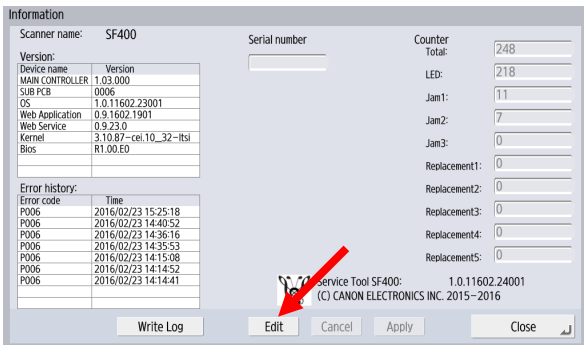 Information
Scanner name: SF400
Version:
Device name Version
MAIN CONTROLLER 1.03.000
SUB PCB 0006
OS 1.0.11602.23001
Web Application 0.9.1602.1901
Web Service 0.9.23.0
Kernel 3.10.87-cei.10_32-ltsi
Bios R1.00.E0
Error history:
Error code Time
P006 2016/02/23 15:25:18
P006 2016/02/23 14:40:52
P006 2016/02/23 14:36:16
P006 2016/02/23 14:35:53
P006 2016/02/23 14:15:08
P006 2016/02/23 14:14:52
P006 2016/02/23 14:14:41
Serial number
Counter
Total: 248
LED: 218
Jam1: 11
Jam2: 7
Jam3: 0
Replacement1: 0
Replacement2: 0
Replacement3: 0
Replacement4: 0
Replacement5: 0
Service Tool SF400: 1.0.11602.24001
(C) CANON ELECTRONICS INC. 2015-2016
Write Log Edit Cancel Apply Close